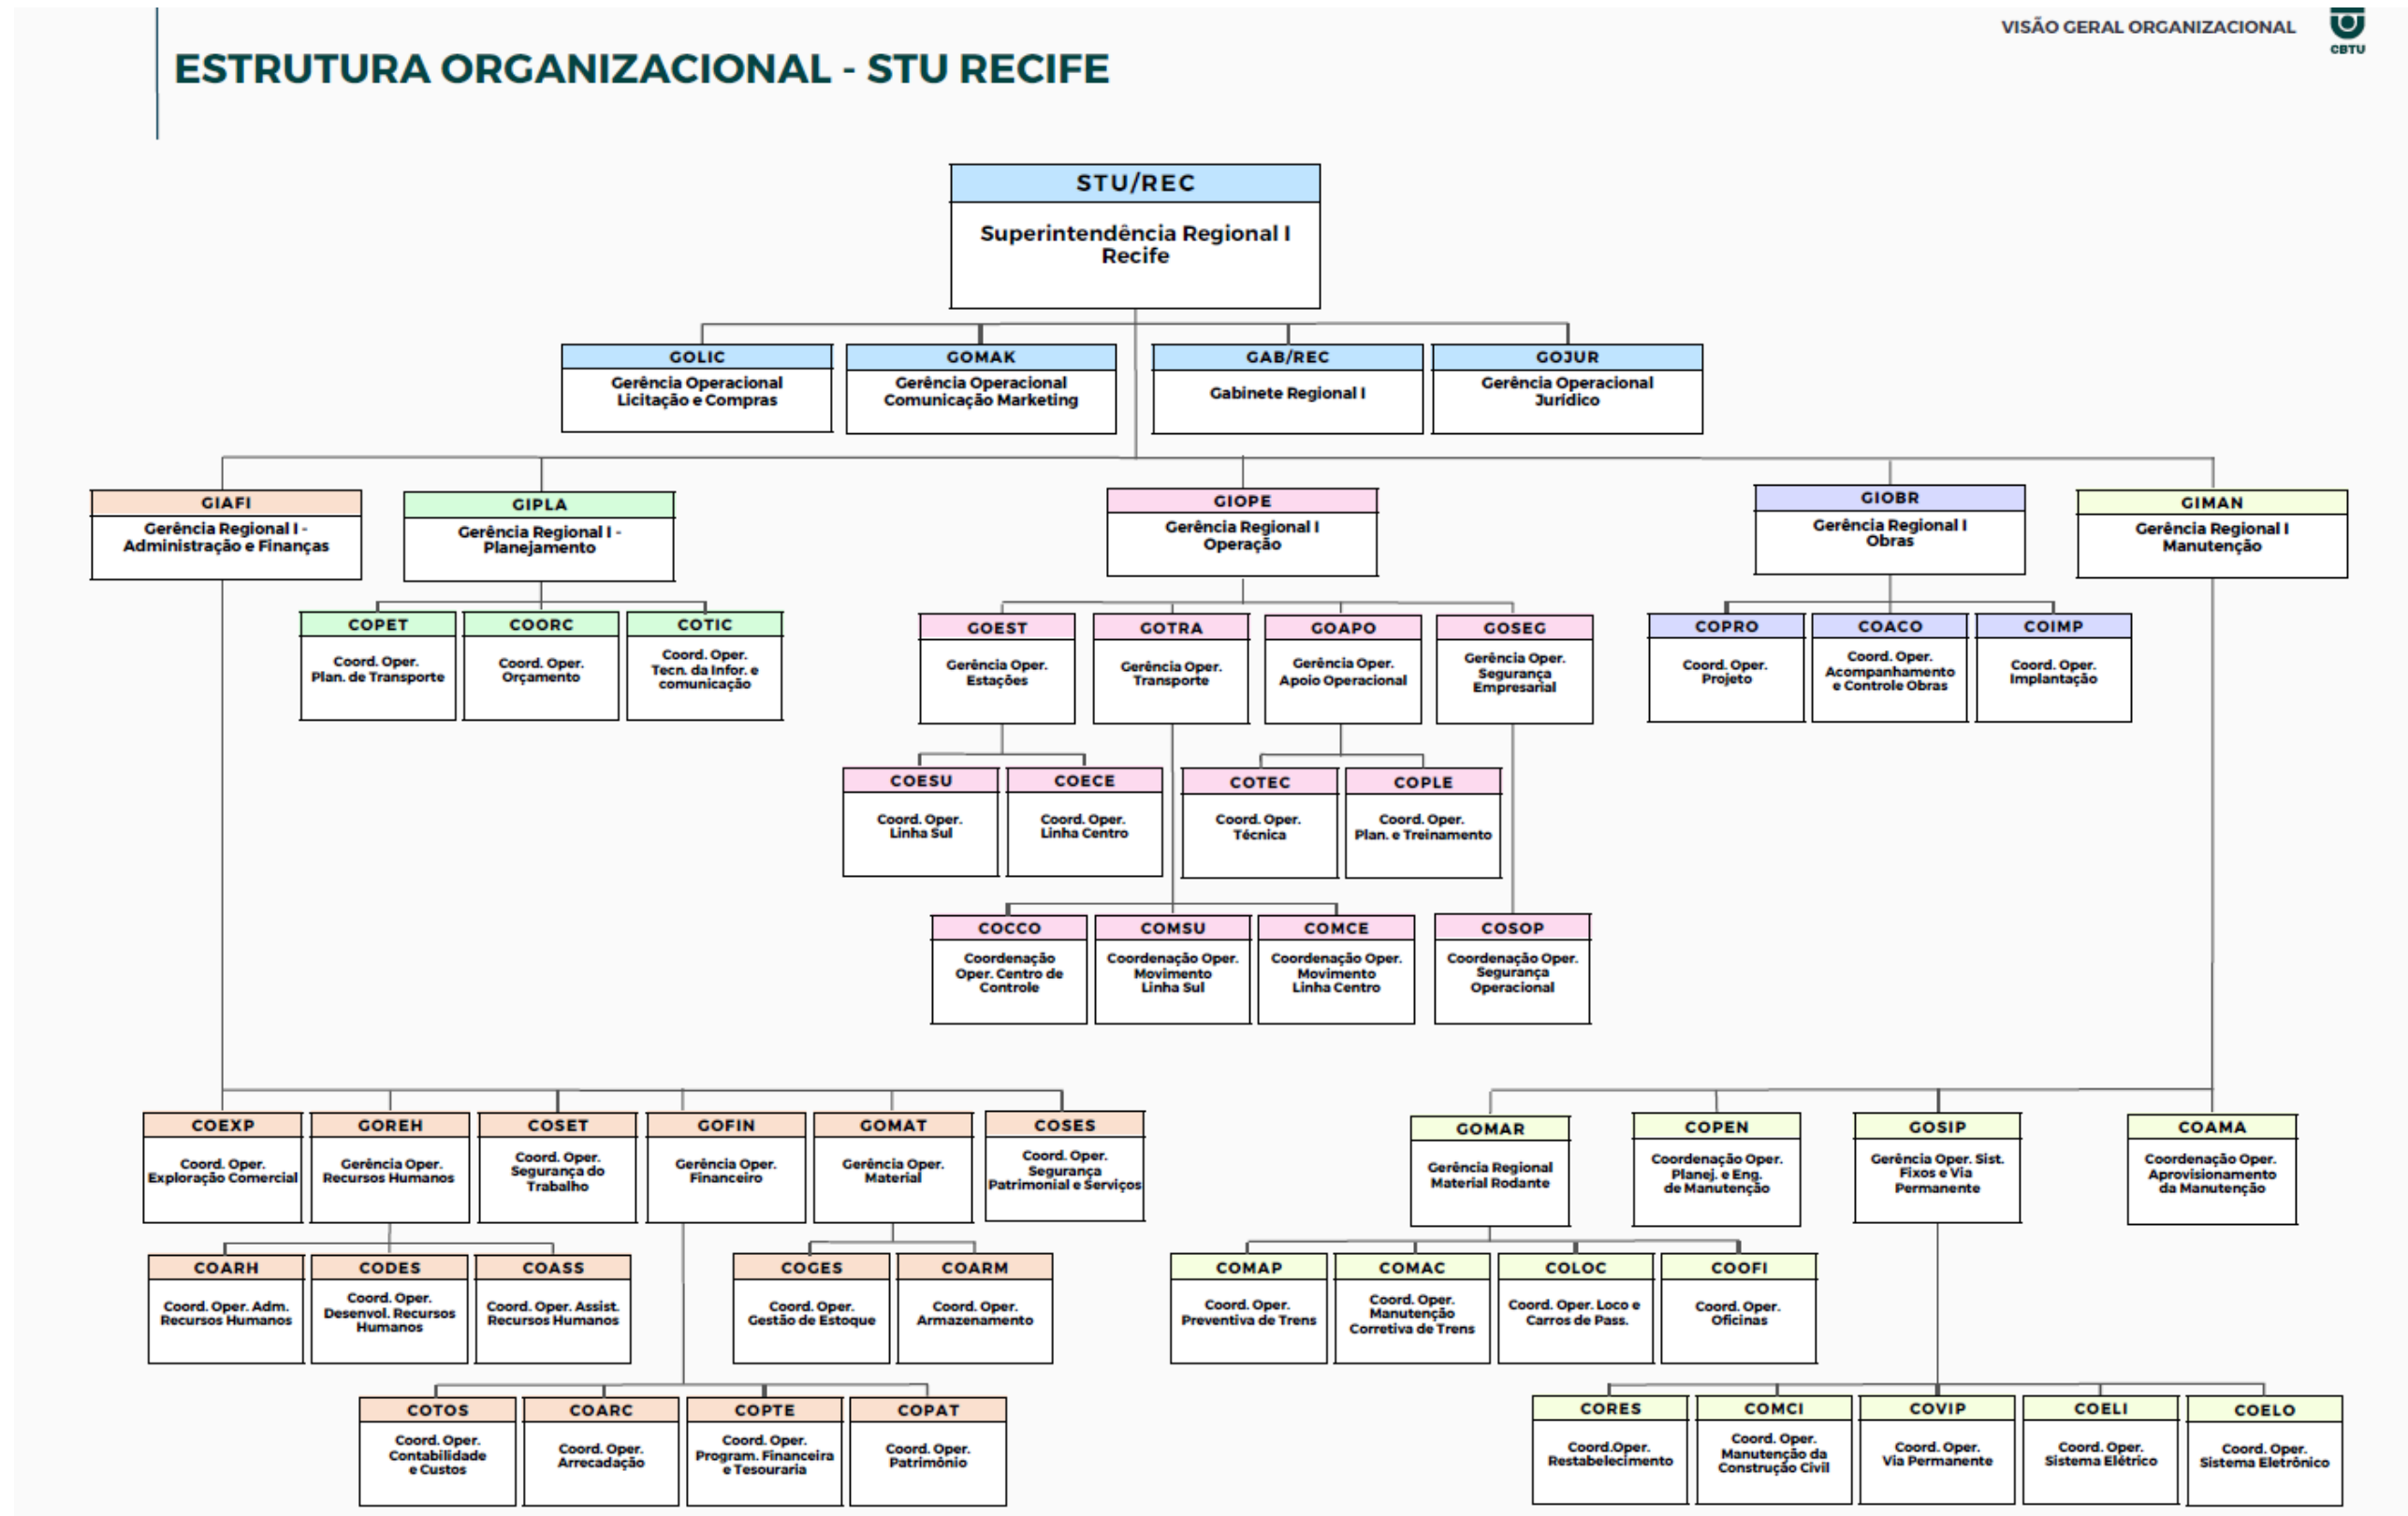 VISÃO GERAL ORGANIZACIONAL
CBTU
ESTRUTURA ORGANIZACIONAL - STU RECIFE
STU/REC
Superintendência Regional I
Recife
GOLIC
Gerência Operacional
Licitação e Compras
GOMAK
Gerência Operacional
Comunicação Marketing
GAB/REC
Gabinete Regional I
GOJUR
Gerência Operacional
Jurídico
GIAFI
Gerência Regional I -
Administração e Finanças
GIPLA
Gerência Regional I -
Planejamento
GIOPE
Gerência Regional I
Operação
GIOBR
Gerência Regional I
Obras
GIMAN
Gerência Regional I
Manutenção
COPET
Coord. Oper.
Plan. de Transporte
COORC
Coord. Oper.
Orçamento
COTIC
Coord. Oper.
Tecn. da Infor. e
comunicação
GOEST
Gerência Oper.
Estações
GOTRA
Gerência Oper.
Transporte
GOAPO
Gerência Oper.
Apoio Operacional
GOSEG
Gerência Oper.
Segurança
Empresarial
COPRO
Coord. Oper.
Projeto
COACO
Coord. Oper.
Acompanhamento
e Controle Obras
COIMP
Coord. Oper.
Implantação
COESU
Coord. Oper.
Linha Sul
COECE
Coord. Oper.
Linha Centro
COTEC
Coord. Oper.
Técnica
COPLE
Coord. Oper.
Plan. e Treinamento
COCCO
Coordenação
Oper. Centro de
Controle
COMSU
Coordenação Oper.
Movimento
Linha Sul
COMCE
Coordenação Oper.
Movimento
Linha Centro
COSOP
Coordenação Oper.
Segurança
Operacional
COEXP
Coord. Oper.
Exploração Comercial
GOREH
Gerência Oper.
Recursos Humanos
COSET
Coord. Oper.
Segurança do
Trabalho
GOFIN
Gerência Oper.
Financeiro
GOMAT
Gerência Oper.
Material
COSES
Coord. Oper.
Segurança
Patrimonial e Serviços
GOMAR
Gerência Regional
Material Rodante
COPEN
Coordenação Oper.
Planej. e Eng.
de Manutenção
GOSIP
Gerência Oper. Sist.
Fixos e Via
Permanente
COAMA
Coordenação Oper.
Aprovisionamento
da Manutenção
COARH
Coord. Oper. Adm.
Recursos Humanos
CODES
Coord. Oper.
Desenvol. Recursos
Humanos
COASS
Coord. Oper. Assist.
Recursos Humanos
COGES
Coord. Oper.
Gestão de Estoque
COARM
Coord. Oper.
Armazenamento
COMAP
Coord. Oper.
Preventiva de Trens
COMAC
Coord. Oper.
Manutenção
Corretiva de Trens
COLOC
Coord. Oper. Loco e
Carros de Pass.
COOFI
Coord. Oper.
Oficinas
COTOS
Coord. Oper.
Contabilidade
e Custos
COARC
Coord. Oper.
Arrecadação
COPTE
Coord. Oper.
Program. Financeira
e Tesouraria
COPAT
Coord. Oper.
Patrimônio
CORES
Coord.Oper.
Restabelecimento
COMCI
Coord. Oper.
Manutenção da
Construção Civil
COVIP
Coord. Oper.
Via Permanente
COELI
Coord. Oper.
Sistema Elétrico
COELO
Coord. Oper.
Sistema Eletrônico